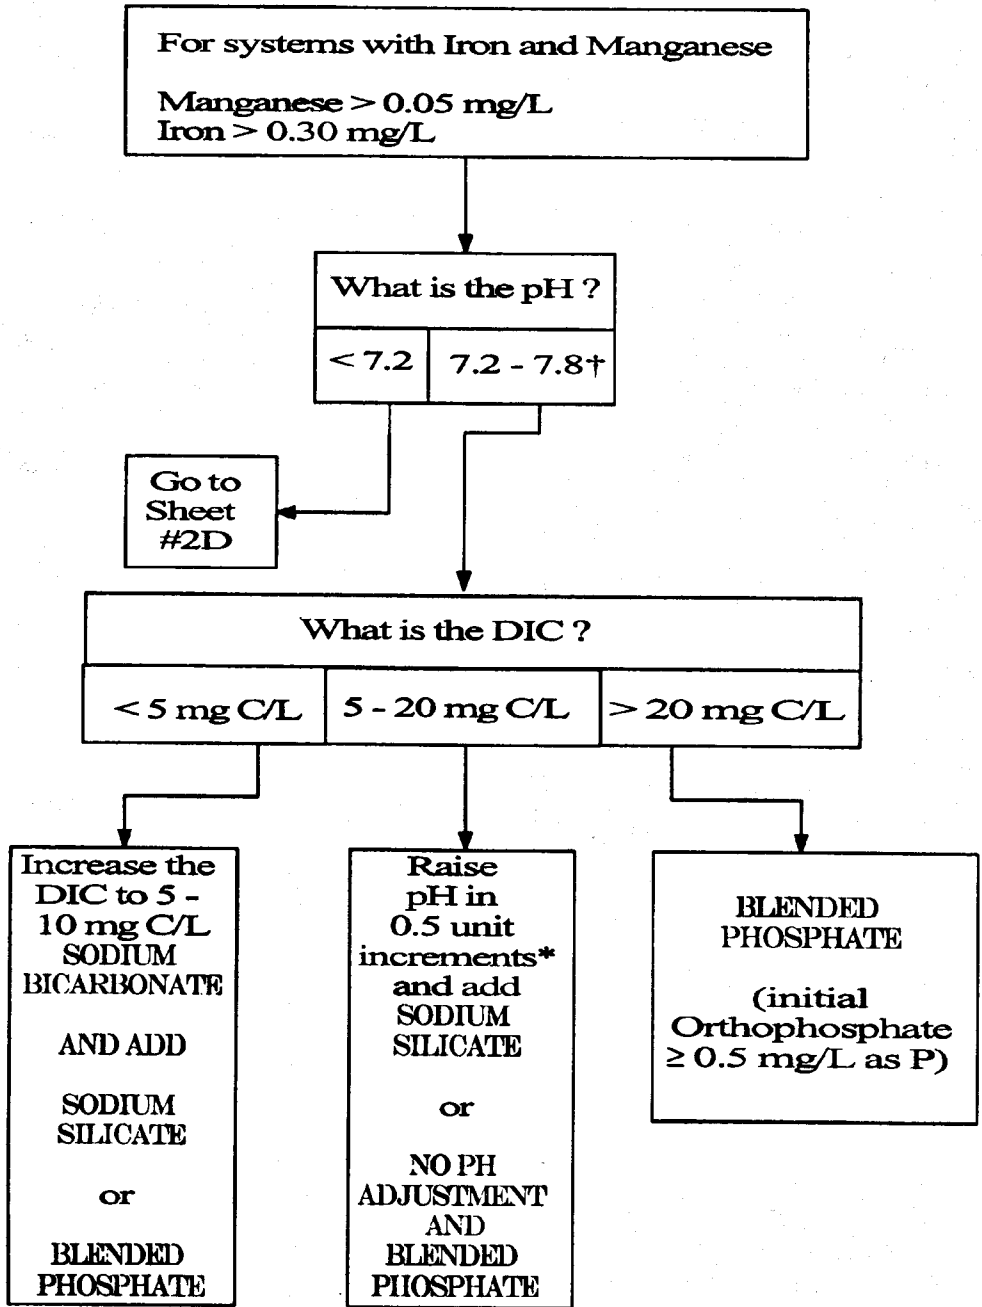 For systems with Iron and Manganese
Manganese > 0.05 mg/L
Iron > 0.30 mg/L
What is the pH ?
< 7.2
7.2 - 7.8†
Go to
Sheet
#2D
What is the DIC ?
< 5 mg C/L
5 - 20 mg C/L
> 20 mg C/L
Increase the
DIC to 5 -
10 mg C/L
SODIUM
BICARBONATE
AND ADD
SODIUM
SILICATE
or
BLENDED
PHOSPHATE
Raise
pH in
0.5 unit
increments*
and add
SODIUM
SILICATE
or
NO PH
ADJUSTMENT
AND
BLENDED
PHOSPHATE
BLENDED
PHOSPHATE
(initial
Orthophosphate
≥ 0.5 mg/L as P)